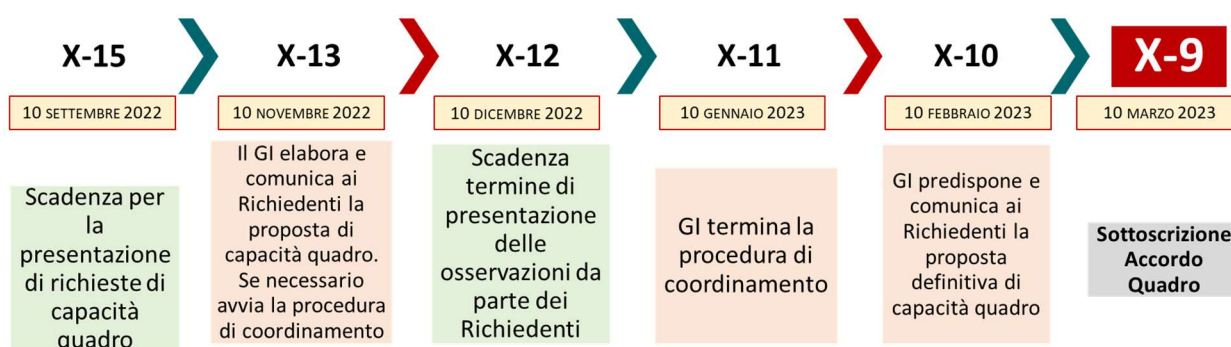 X-15
X-13
X-12
X-11
X-10
X-9
10 SETTEMBRE 2022
10 NOVEMBRE 2022
10 DICEMBRE 2022
10 GENNAIO 2023
10 FEBBRAIO 2023
10 MARZO 2023
Scadenza per
la
presentazione
di richieste di
capacità
quadro
Il GI elabora e
comunica ai
Richiedenti la
proposta di
capacità quadro.
Se necessario
avvia la procedura
di coordinamento
Scadenza
termine di
presentazione
delle
osservazioni da
parte dei
Richiedenti
GI termina la
procedura di
coordinamento
GI predispone e
comunica ai
Richiedenti la
proposta
definitiva di
capacità quadro
Sottoscrizione
Accordo
Quadro